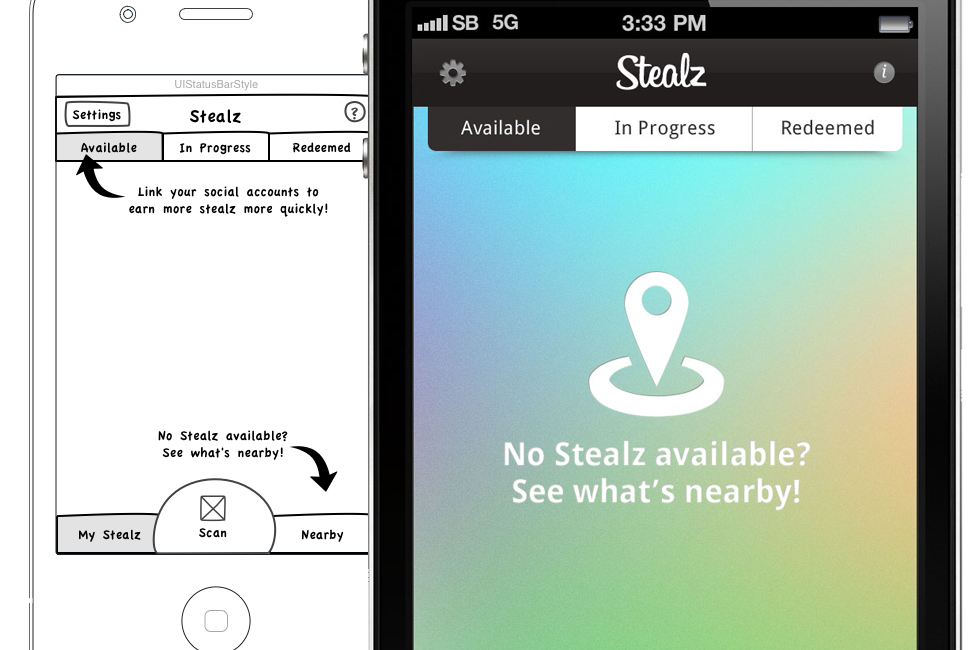 UIStatusBarStyle
Settings
Stealz
?
Available
In Progress
Redeemed
Link your social accounts to
earn more stealz more quickly!
No Stealz available?
See what's nearby!
My Stealz
Scan
Nearby
SB 5G
3:33 PM
Stealz
i
Available
In Progress
Redeemed
No Stealz available?
See what’s nearby!